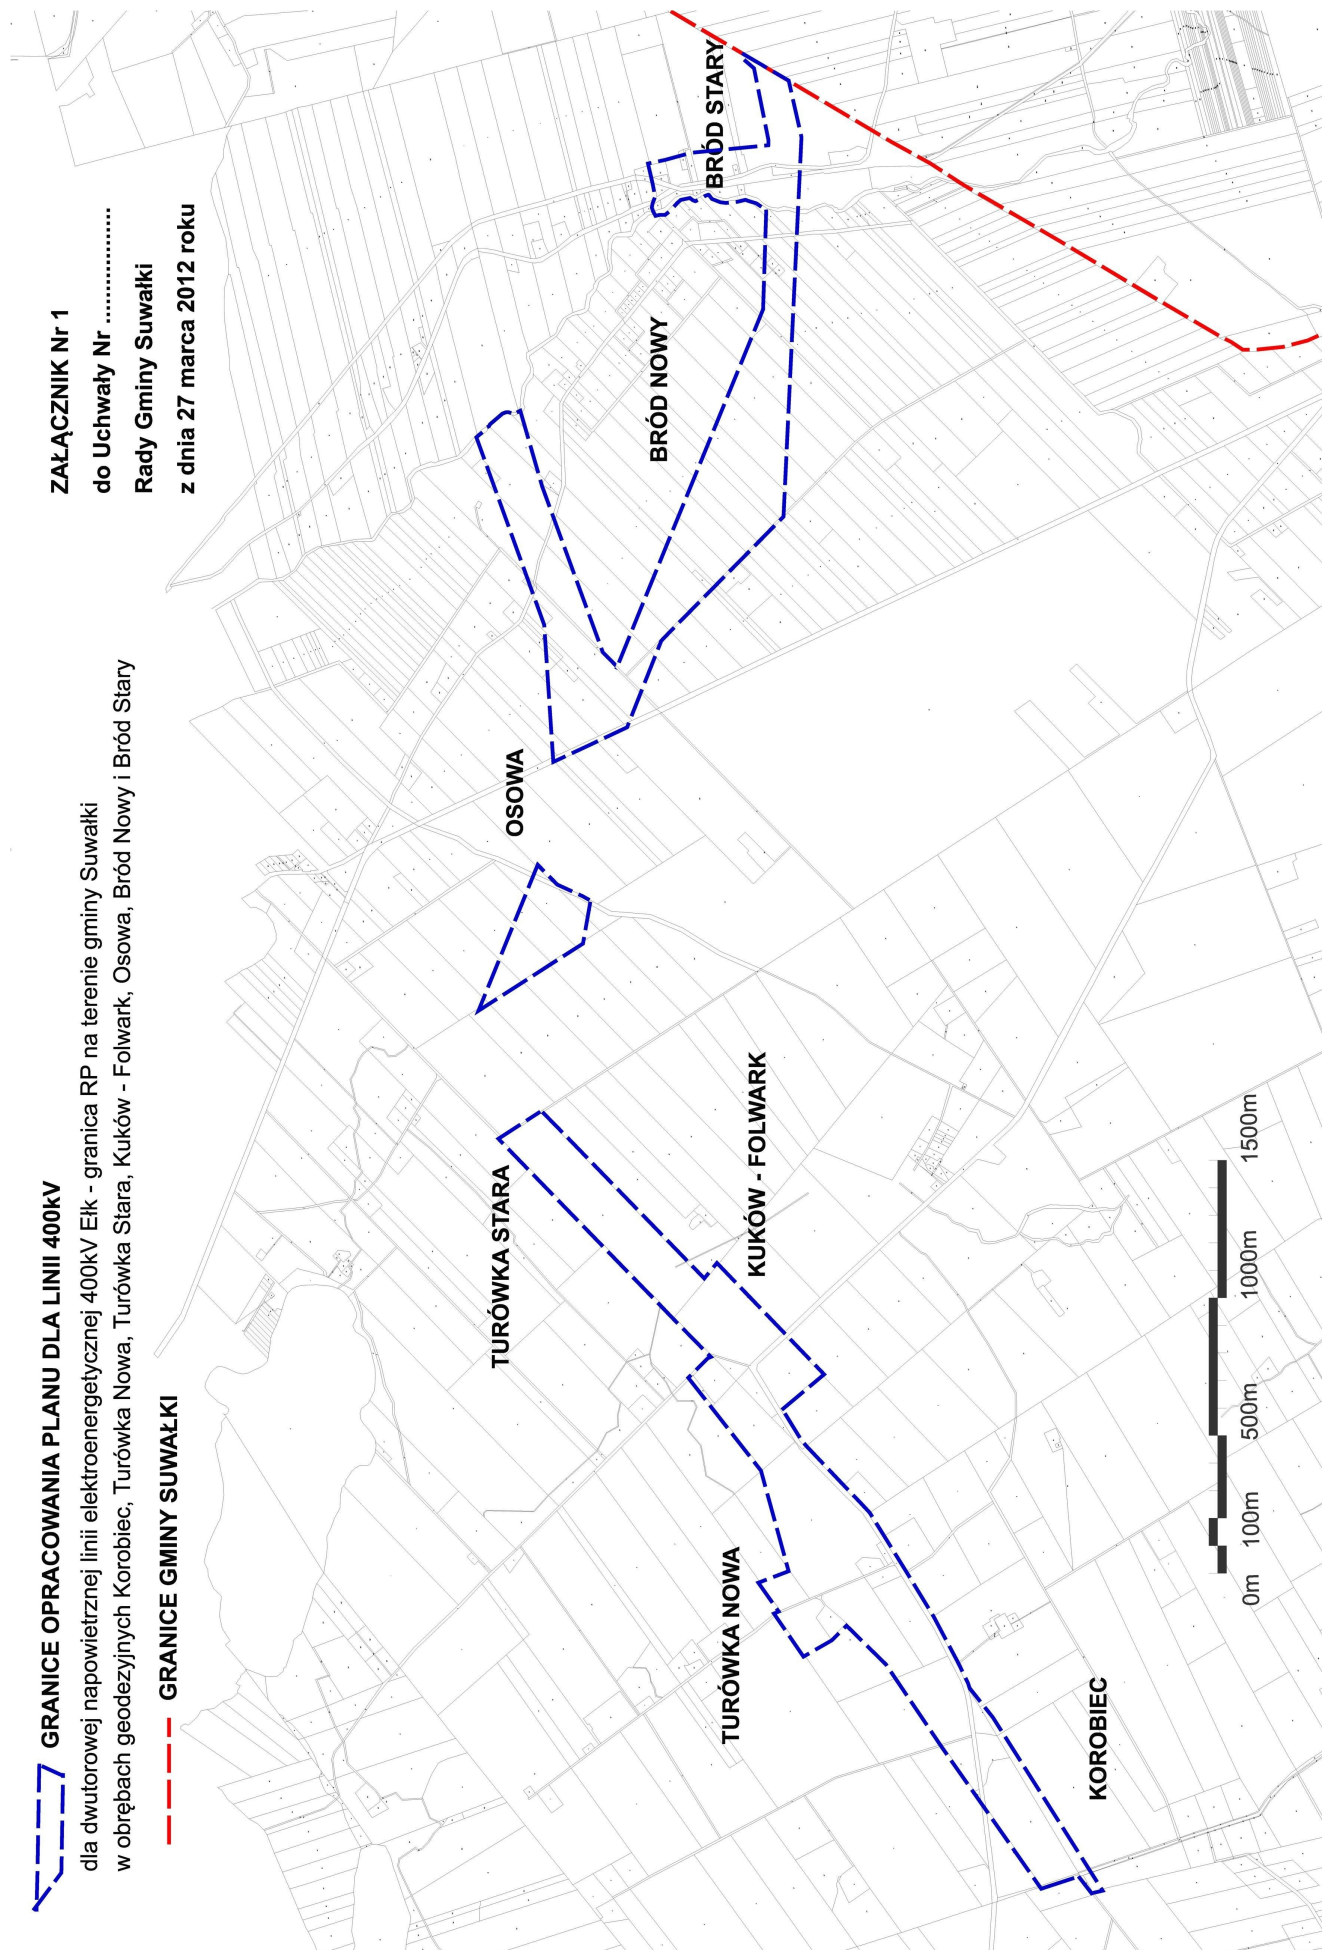 GRANICE OPRACOWANIA PLANU DLA LINII 400kV
dla dwutorowej napowietrznej linii elektroenergetycznej 400kV Ełk - granica RP na terenie gminy Suwałki
w obrębach geodezyjnych Korobiec, Turówka Nowa, Turówka Stara, Kuków - Folwark, Osowa, Bród Nowy i Bród Stary
GRANICE GMINY SUWAŁKI
ZAŁĄCZNIK Nr 1
do Uchwały Nr ....................
Rady Gminy Suwałki
z dnia 27 marca 2012 roku
TURÓWKA STARA
OSOWA
BRÓD NOWY
BRÓD STARY
TURÓWKA NOWA
KUKÓW - FOLWARK
KOROBIEC
0m 100m 500m 1000m 1500m